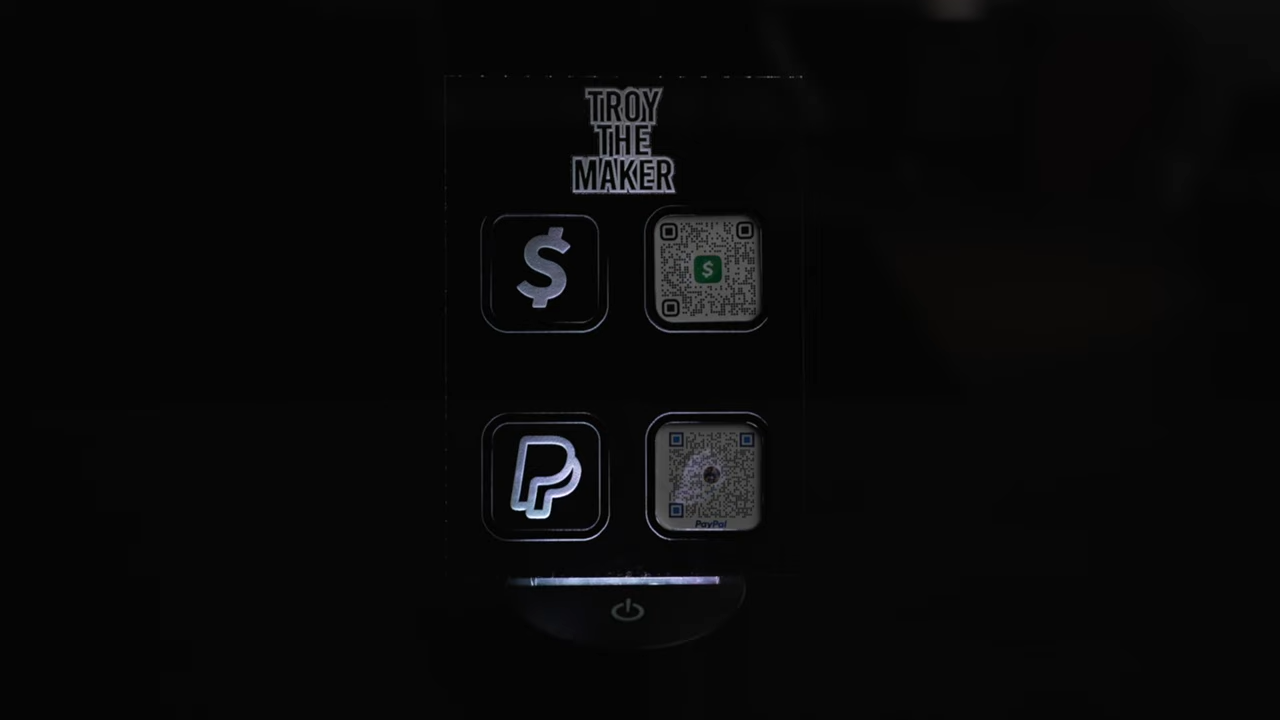 TROY
THE
MAKER
$
$
PayPal